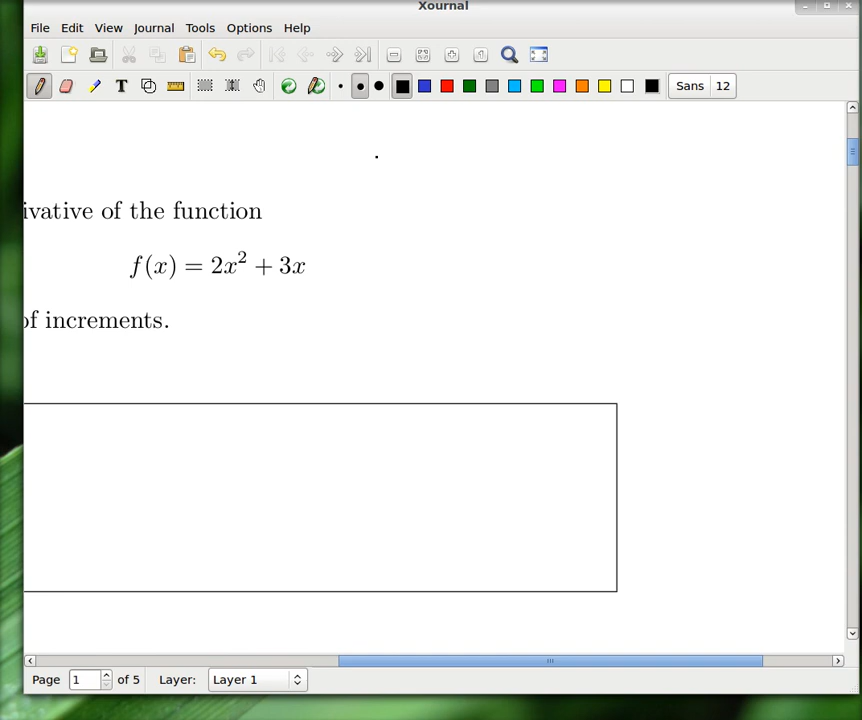 Xournal
File Edit View Journal Tools Options Help
T Sans 12
ivative of the function
f(x) = 2x² + 3x
of increments.
Page 1 of 5 Layer: Layer 1